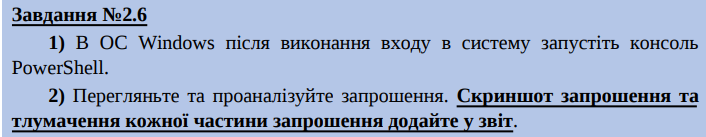 Завдання №2.6
1) В ОС Windows після виконання входу в систему запустіть консоль
PowerShell.
2) Перегляньте та проаналізуйте запрошення. Скриншот запрошення та
тлумачення кожної частини запрошення додайте у звіт.